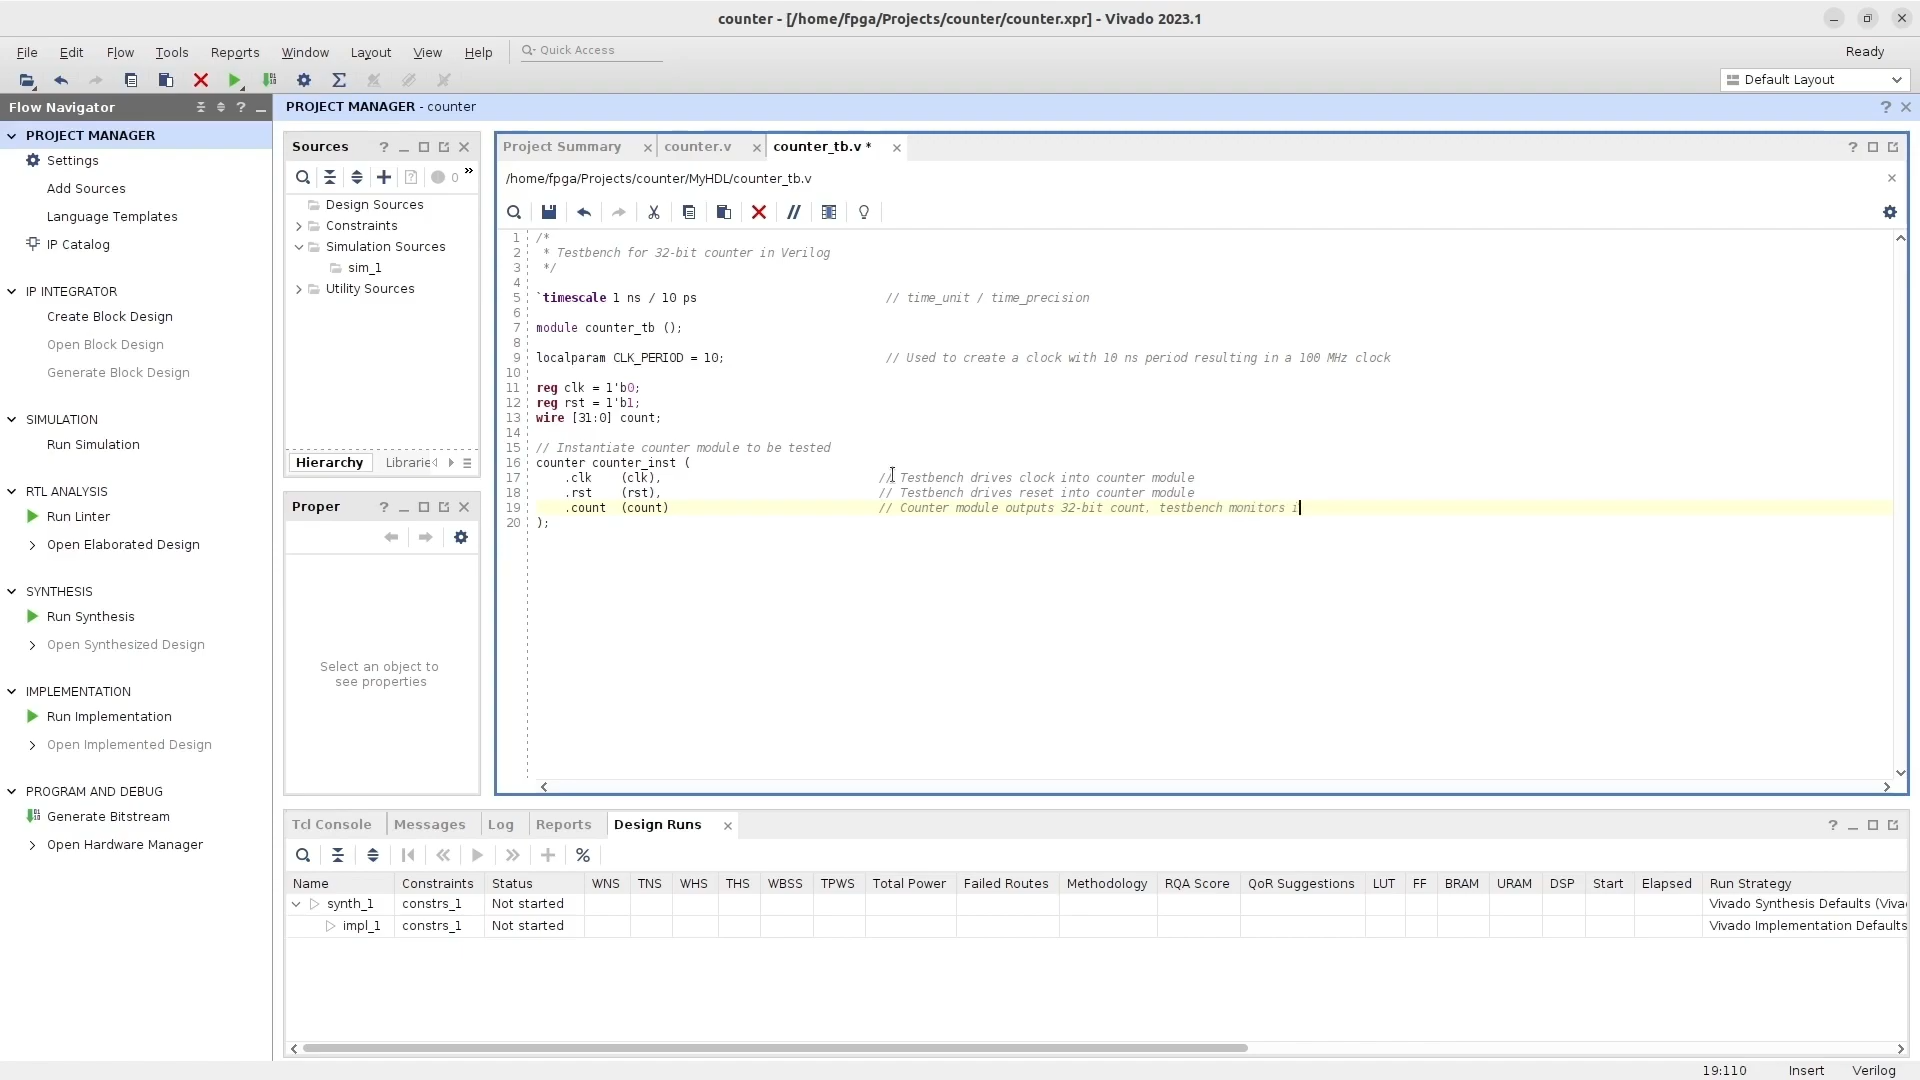 counter - [/home/fpga/Projects/counter/counter.xpr] - Vivado 2023.1
File Edit Flow Tools Reports Window Layout View Help Quick Access Ready
Default Layout
Flow Navigator
PROJECT MANAGER
Settings
Add Sources
Language Templates
IP Catalog
IP INTEGRATOR
Create Block Design
Open Block Design
Generate Block Design
SIMULATION
Run Simulation
RTL ANALYSIS
Run Linter
Open Elaborated Design
SYNTHESIS
Run Synthesis
Open Synthesized Design
IMPLEMENTATION
Run Implementation
Open Implemented Design
PROGRAM AND DEBUG
Generate Bitstream
Open Hardware Manager
PROJECT MANAGER - counter
Sources
0
Design Sources
Constraints
Simulation Sources
sim_1
Utility Sources
Hierarchy Librarie
Proper
Select an object to
see properties
Project Summary counter.v counter_tb.v *
/home/fpga/Projects/counter/MyHDL/counter_tb.v
1 /*
2 * Testbench for 32-bit counter in Verilog
3 */
4
5 `timescale 1 ns / 10 ps // time_unit / time_precision
6
7 module counter_tb ();
8
9 localparam CLK_PERIOD = 10; // Used to create a clock with 10 ns period resulting in a 100 MHz clock
10
11 reg clk = 1'b0;
12 reg rst = 1'b1;
13 wire [31:0] count;
14
15 // Instantiate counter module to be tested
16 counter counter_inst (
17 .clk (clk), // Testbench drives clock into counter module
18 .rst (rst), // Testbench drives reset into counter module
19 .count (count) // Counter module outputs 32-bit count, testbench monitors i
20 );
Tcl Console Messages Log Reports Design Runs
Name Constraints Status WNS TNS WHS THS WBSS TPWS Total Power Failed Routes Methodology RQA Score QoR Suggestions LUT FF BRAM URAM DSP Start Elapsed Run Strategy
synth_1 constrs_1 Not started Vivado Synthesis Defaults (Viva
impl_1 constrs_1 Not started Vivado Implementation Defaults
19:110 Insert Verilog